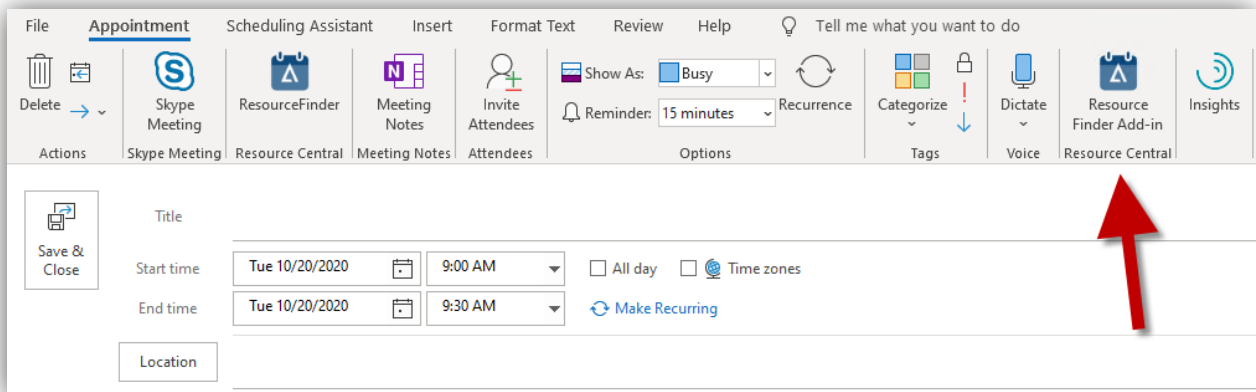 File Appointment Scheduling Assistant Insert Format Text Review Help Tell me what you want to do
Delete
Skype
Meeting
ResourceFinder
Meeting
Notes
Invite
Attendees
Show As: Busy
Reminder: 15 minutes
Recurrence
Categorize
Dictate
Resource
Finder Add-in
Insights
Actions Skype Meeting Resource Central Meeting Notes Attendees Options Tags Voice Resource Central
Save &
Close
Title
Start time Tue 10/20/2020 9:00 AM All day Time zones
End time Tue 10/20/2020 9:30 AM Make Recurring
Location